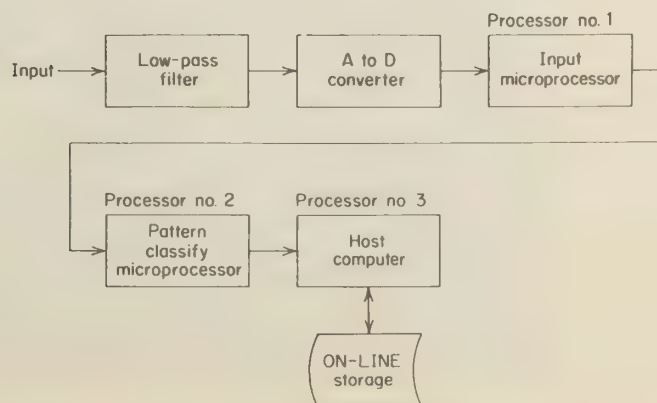 Processor no. 1
Input
Low-pass
filter
A to D
converter
Input
microprocessor
Processor no. 2
Pattern
classify
microprocessor
Processor no 3
Host
computer
ON-LINE
storage